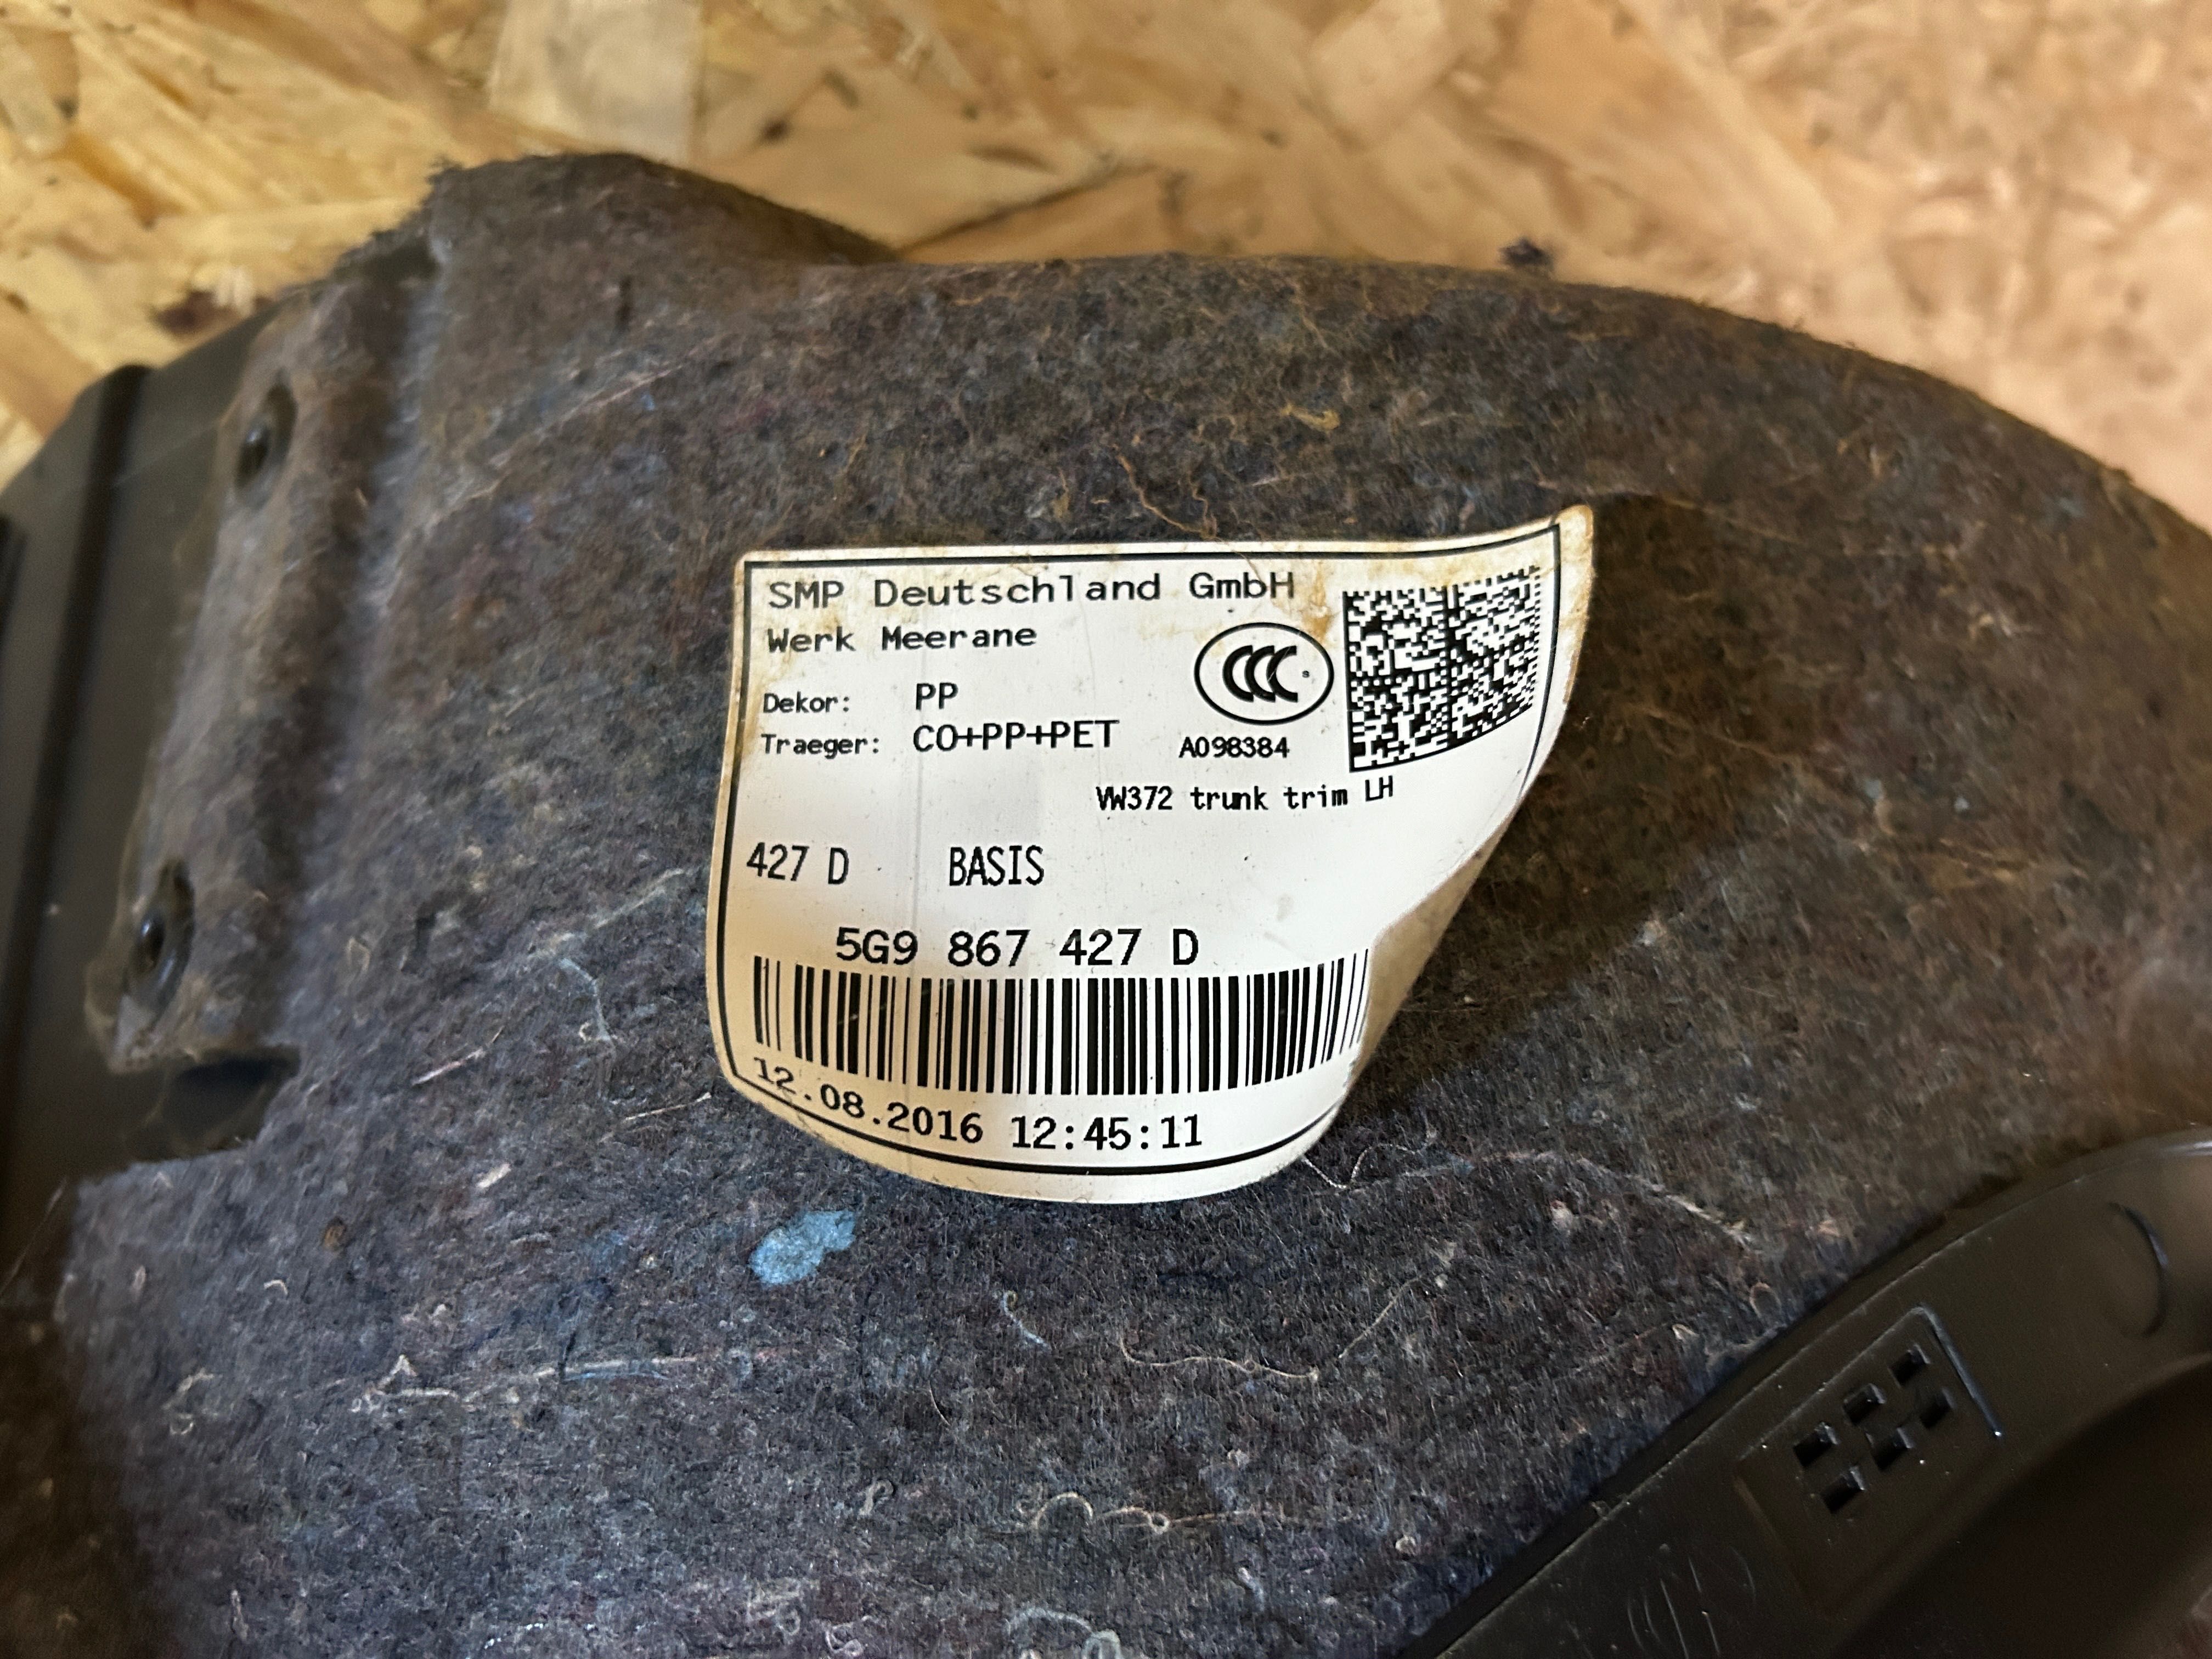 SMP Deutschland GmbH
Werk Meerane
Dekor: PP
Traeger: CO+PP+PET
CCC S
A098384
VW372 trunk trim LH
427 D BASIS
5G9 867 427 D
12.08.2016 12:45:11